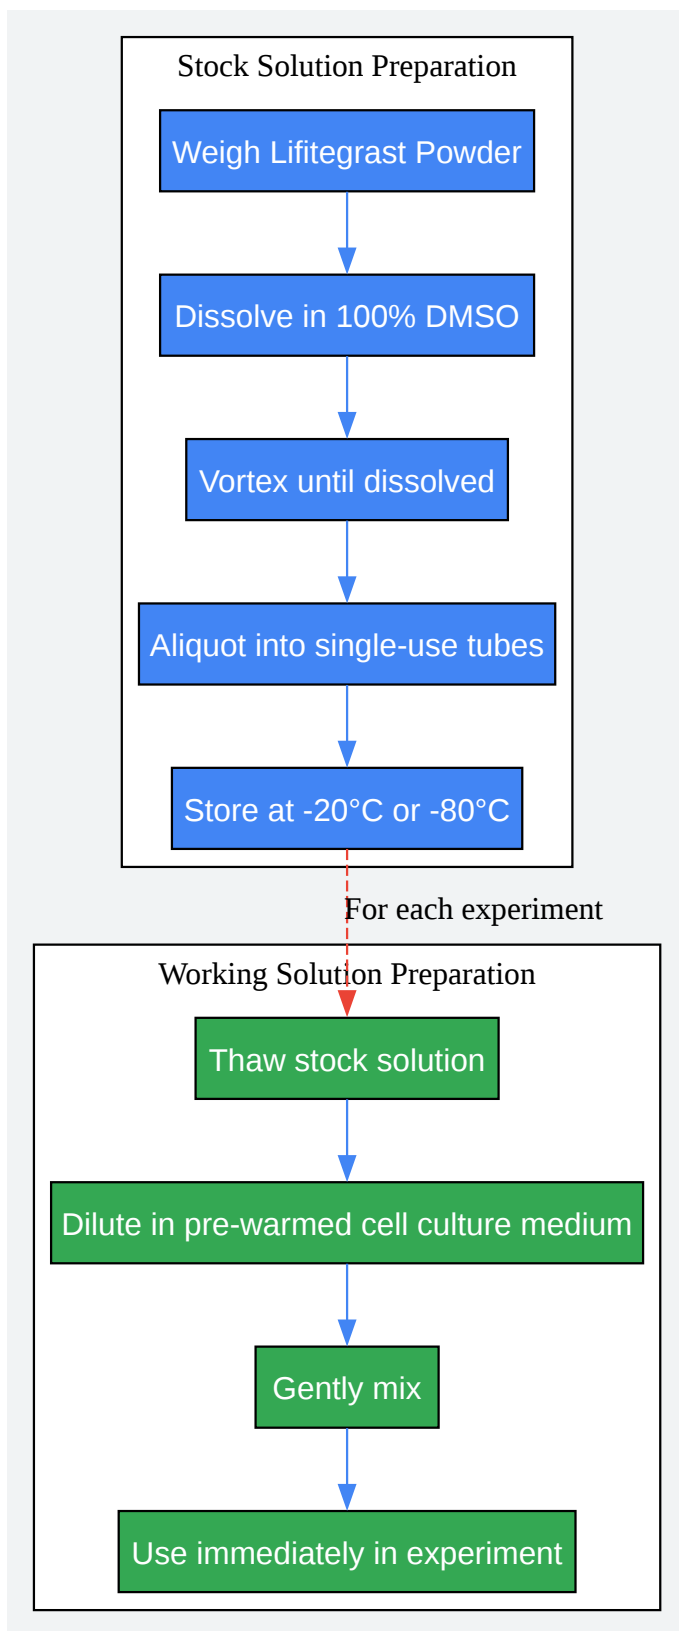 Stock Solution Preparation
Weigh Lifitegrast Powder
Dissolve in 100% DMSO
Vortex until dissolved
Aliquot into single-use tubes
Store at -20°C or -80°C
For each experiment
Working Solution Preparation
Thaw stock solution
Dilute in pre-warmed cell culture medium
Gently mix
Use immediately in experiment